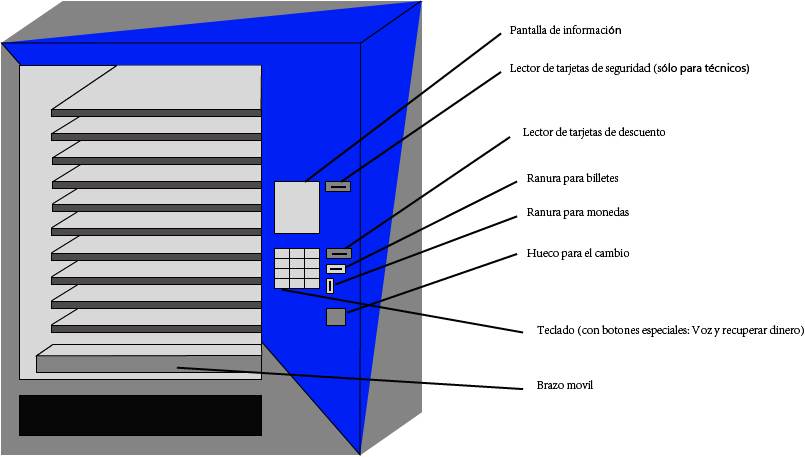 Pantalla de información
Lector de tarjetas de seguridad (sólo para técnicos)
Lector de tarjetas de descuento
Ranura para billetes
Ranura para monedas
Hueco para el cambio
Teclado (con botones especiales: Voz y recuperar dinero)
Brazo movil